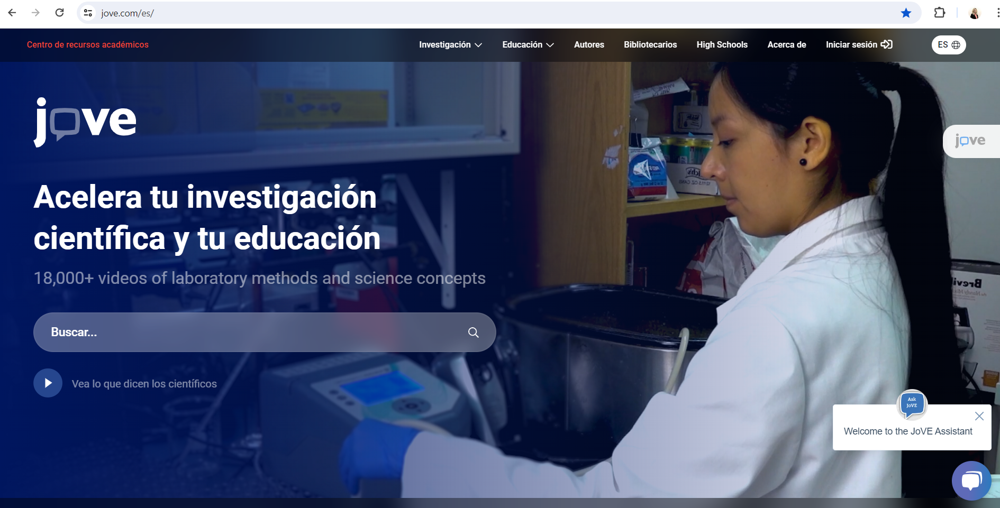 jove.com/es/
Centro de recursos académicos
Investigación
Educación
Autores
Bibliotecarios
High Schools
Acerca de
Iniciar sesión
ES
jove
jove
Acelera tu investigación
científica y tu educación
18,000+ videos of laboratory methods and science concepts
Buscar...
Vea lo que dicen los científicos
Ask
JoVE
Welcome to the JoVE Assistant